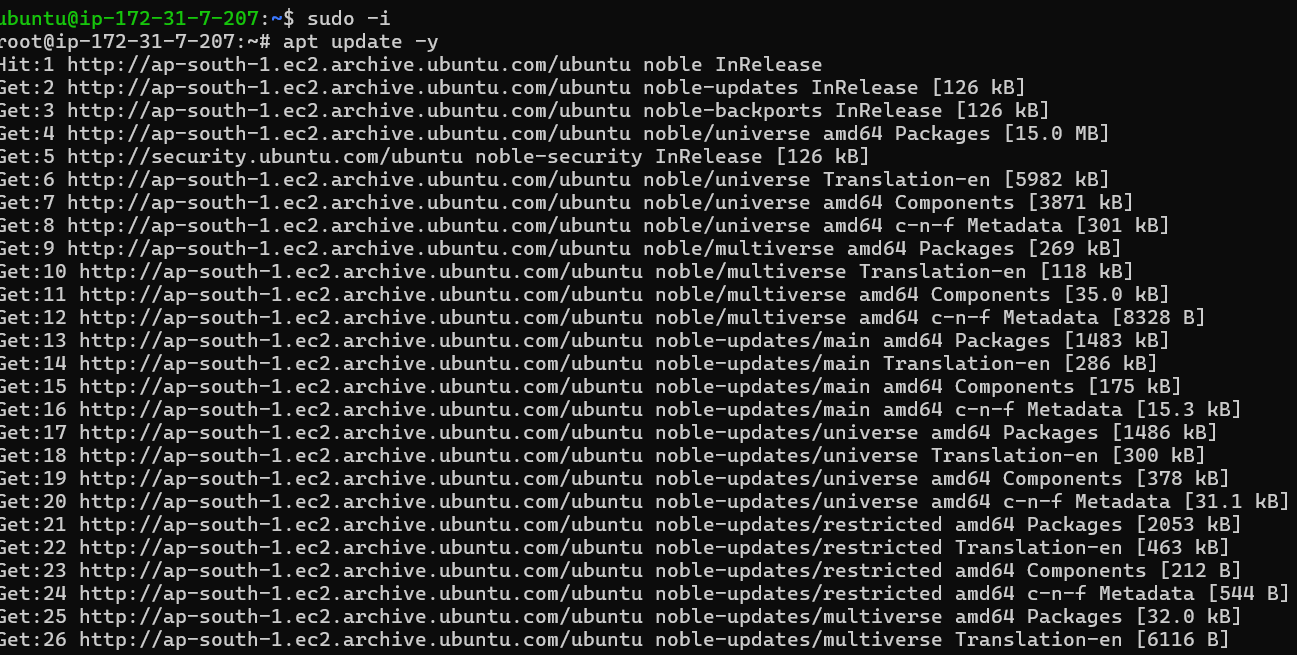 ubuntu@ip-172-31-7-207:~$ sudo -i
root@ip-172-31-7-207:~# apt update -y
Hit:1 http://ap-south-1.ec2.archive.ubuntu.com/ubuntu noble InRelease
Get:2 http://ap-south-1.ec2.archive.ubuntu.com/ubuntu noble-updates InRelease [126 kB]
Get:3 http://ap-south-1.ec2.archive.ubuntu.com/ubuntu noble-backports InRelease [126 kB]
Get:4 http://ap-south-1.ec2.archive.ubuntu.com/ubuntu noble/universe amd64 Packages [15.0 MB]
Get:5 http://security.ubuntu.com/ubuntu noble-security InRelease [126 kB]
Get:6 http://ap-south-1.ec2.archive.ubuntu.com/ubuntu noble/universe Translation-en [5982 kB]
Get:7 http://ap-south-1.ec2.archive.ubuntu.com/ubuntu noble/universe amd64 Components [3871 kB]
Get:8 http://ap-south-1.ec2.archive.ubuntu.com/ubuntu noble/universe amd64 c-n-f Metadata [301 kB]
Get:9 http://ap-south-1.ec2.archive.ubuntu.com/ubuntu noble/multiverse amd64 Packages [269 kB]
Get:10 http://ap-south-1.ec2.archive.ubuntu.com/ubuntu noble/multiverse Translation-en [118 kB]
Get:11 http://ap-south-1.ec2.archive.ubuntu.com/ubuntu noble/multiverse amd64 Components [35.0 kB]
Get:12 http://ap-south-1.ec2.archive.ubuntu.com/ubuntu noble/multiverse amd64 c-n-f Metadata [8328 B]
Get:13 http://ap-south-1.ec2.archive.ubuntu.com/ubuntu noble-updates/main amd64 Packages [1483 kB]
Get:14 http://ap-south-1.ec2.archive.ubuntu.com/ubuntu noble-updates/main Translation-en [286 kB]
Get:15 http://ap-south-1.ec2.archive.ubuntu.com/ubuntu noble-updates/main amd64 Components [175 kB]
Get:16 http://ap-south-1.ec2.archive.ubuntu.com/ubuntu noble-updates/main amd64 c-n-f Metadata [15.3 kB]
Get:17 http://ap-south-1.ec2.archive.ubuntu.com/ubuntu noble-updates/universe amd64 Packages [1486 kB]
Get:18 http://ap-south-1.ec2.archive.ubuntu.com/ubuntu noble-updates/universe Translation-en [300 kB]
Get:19 http://ap-south-1.ec2.archive.ubuntu.com/ubuntu noble-updates/universe amd64 Components [378 kB]
Get:20 http://ap-south-1.ec2.archive.ubuntu.com/ubuntu noble-updates/universe amd64 c-n-f Metadata [31.1 kB]
Get:21 http://ap-south-1.ec2.archive.ubuntu.com/ubuntu noble-updates/restricted amd64 Packages [2053 kB]
Get:22 http://ap-south-1.ec2.archive.ubuntu.com/ubuntu noble-updates/restricted Translation-en [463 kB]
Get:23 http://ap-south-1.ec2.archive.ubuntu.com/ubuntu noble-updates/restricted amd64 Components [212 B]
Get:24 http://ap-south-1.ec2.archive.ubuntu.com/ubuntu noble-updates/restricted amd64 c-n-f Metadata [544 B]
Get:25 http://ap-south-1.ec2.archive.ubuntu.com/ubuntu noble-updates/multiverse amd64 Packages [32.0 kB]
Get:26 http://ap-south-1.ec2.archive.ubuntu.com/ubuntu noble-updates/multiverse Translation-en [6116 B]